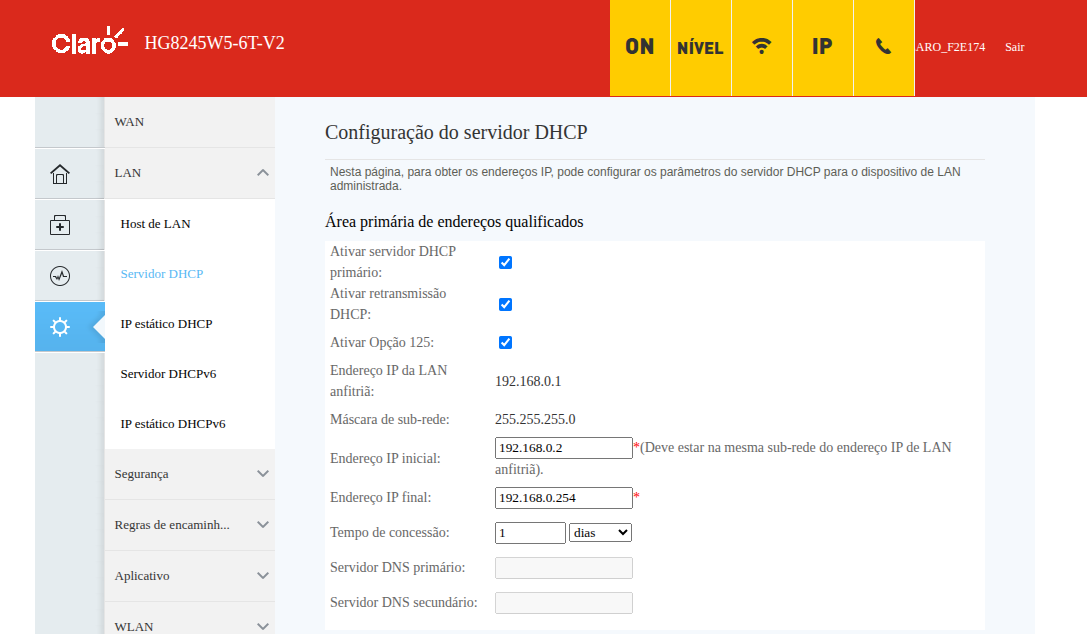 Claro HG8245W5-6T-V2
ON NÍVEL IP ARO_F2E174 Sair
WAN
LAN
Host de LAN
Servidor DHCP
IP estático DHCP
Servidor DHCPv6
IP estático DHCPv6
Segurança
Regras de encaminh...
Aplicativo
WLAN
Configuração do servidor DHCP
Nesta página, para obter os endereços IP, pode configurar os parâmetros do servidor DHCP para o dispositivo de LAN
administrada.
Área primária de endereços qualificados
Ativar servidor DHCP
primário:
Ativar retransmissão
DHCP:
Ativar Opção 125:
Endereço IP da LAN
anfitriã:
192.168.0.1
Máscara de sub-rede: 255.255.255.0
Endereço IP inicial:
192.168.0.2 *(Deve estar na mesma sub-rede do endereço IP de LAN
anfitriã).
Endereço IP final: 192.168.0.254 *
Tempo de concessão: 1 dias
Servidor DNS primário:
Servidor DNS secundário: